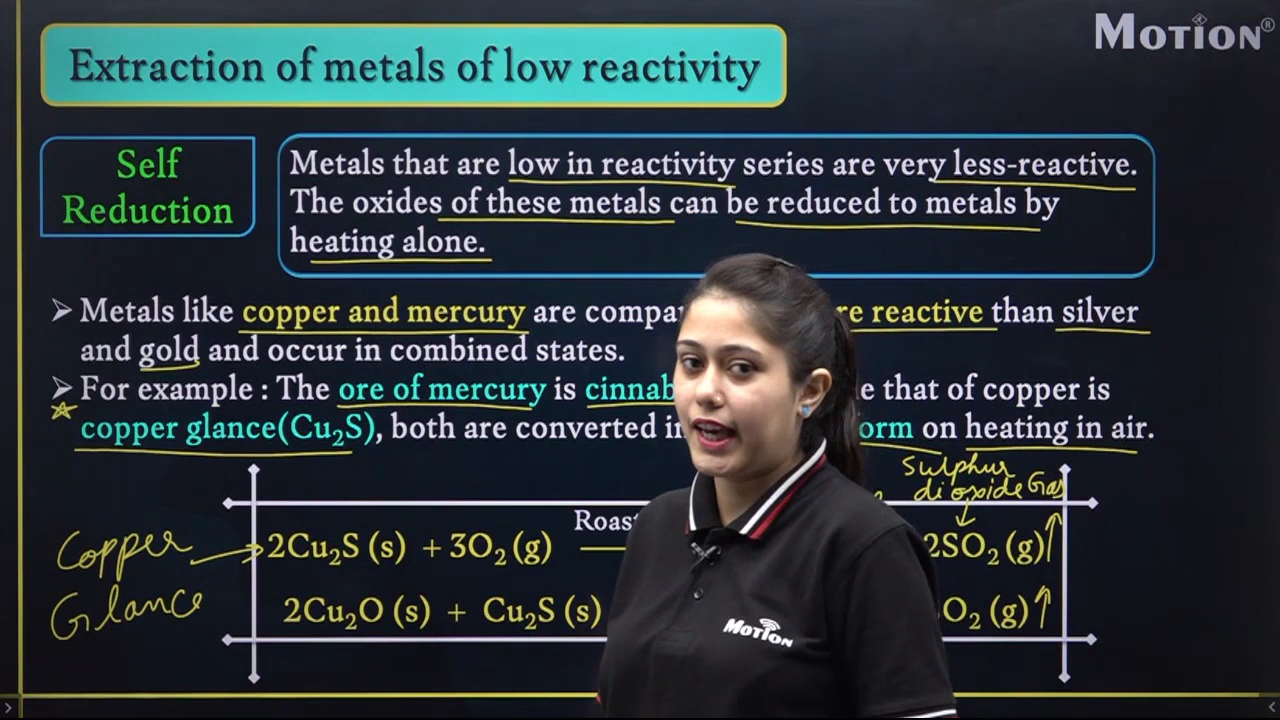 MOTION®
Extraction of metals of low reactivity
Self
Reduction
Metals that are low in reactivity series are very less-reactive.
The oxides of these metals can be reduced to metals by
heating alone.
➢ Metals like copper and mercury are compa re reactive than silver
and gold and occur in combined states.
➢ For example : The ore of mercury is cinnab e that of copper is
copper glance(Cu₂S), both are converted in orm on heating in air.
Sulphur
dioxide Gas
Roast
Copper
2Cu₂S (s) + 3O₂ (g) 2SO₂ (g)↑
Glance
2Cu₂O (s) + Cu₂S (s) O₂ (g)↑
MOTION